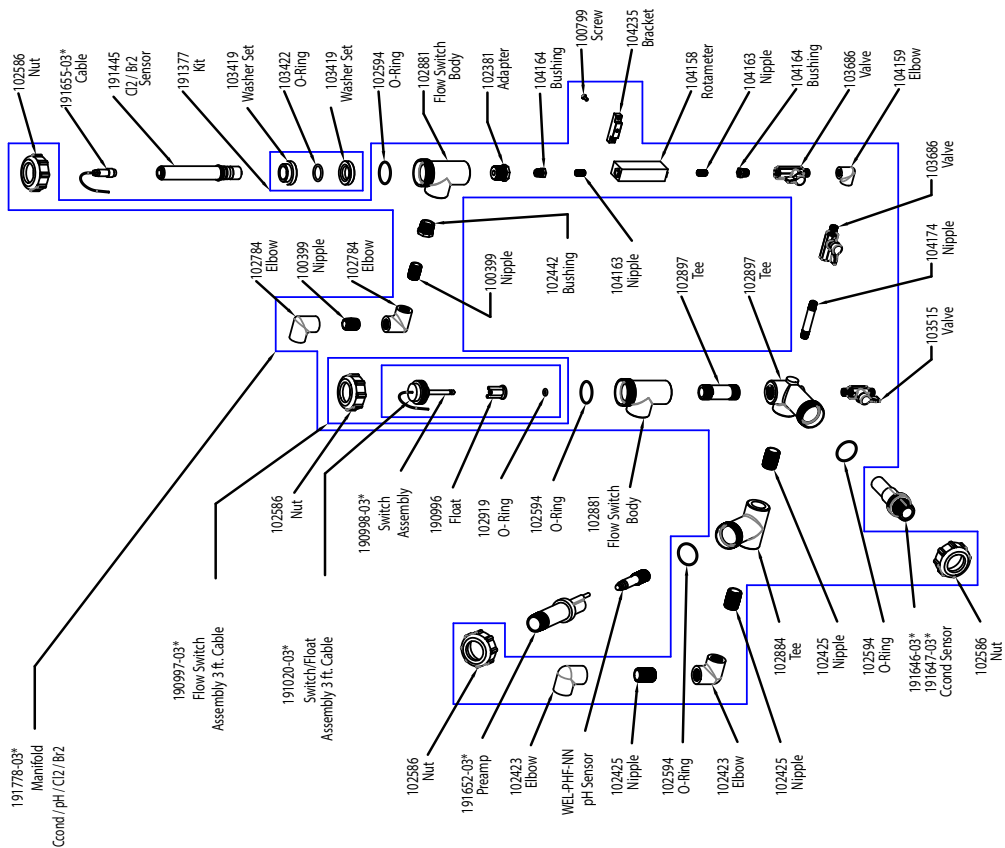 102586
Nut
191655-03*
Cable
191445
Cl2 / Br2
Sensor
191377
Kit
103419
Washer Set
103422
O-Ring
103419
Washer Set
102594
O-Ring
102881
Flow Switch
Body
102381
Adapter
104164
Bushing
100799
Screw
104235
Bracket
104158
Rotameter
104163
Nipple
104164
Bushing
103686
Valve
104159
Elbow
102784
Elbow
100399
Nipple
102784
Elbow
100399
Nipple
102442
Bushing
104163
Nipple
102897
Tee
102897
Tee
103686
Valve
104174
Nipple
103515
Valve
102586
Nut
190998-03*
Switch
Assembly
190996
Float
102919
O-Ring
102594
O-Ring
102881
Flow Switch
Body
191778-03*
Manifold
Ccond / pH / Cl2 / Br2
190997-03*
Flow Switch
Assembly 3 ft. Cable
191020-03*
Switch/Float
Assembly 3 ft. Cable
102586
Nut
191652-03*
Preamp
102423
Elbow
WEL-PHF-NN
pH Sensor
102425
Nipple
102594
O-Ring
102423
Elbow
102425
Nipple
102884
Tee
102425
Nipple
102594
O-Ring
191646-03*
191647-03*
Ccond Sensor
102586
Nut